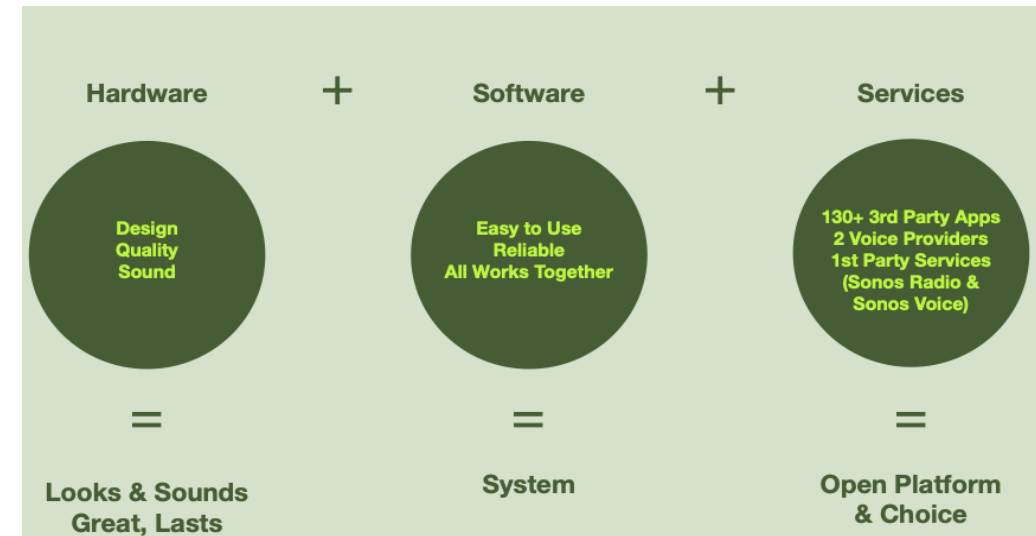 Hardware
+
Software
+
Services
Design
Quality
Sound
Easy to Use
Reliable
All Works Together
130+ 3rd Party Apps
2 Voice Providers
1st Party Services
(Sonos Radio &
Sonos Voice)
=
=
=
Looks & Sounds
Great, Lasts
System
Open Platform
& Choice